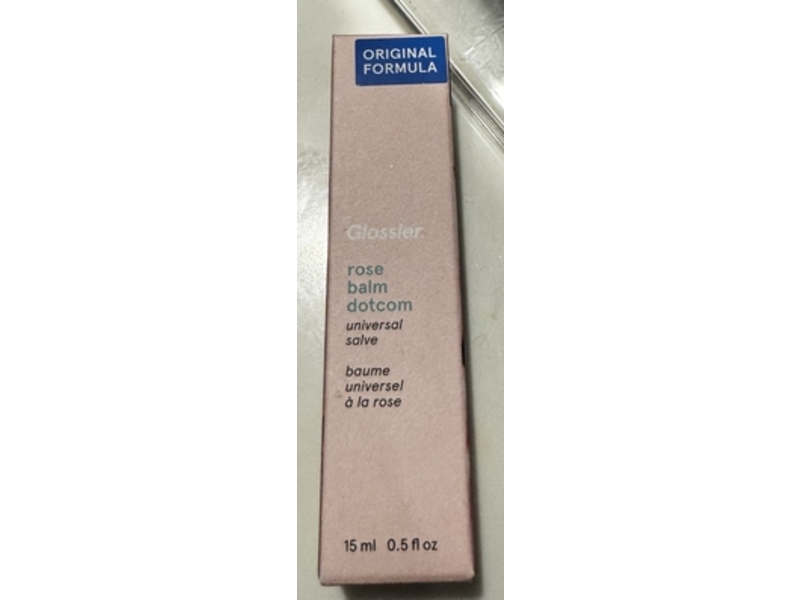 ORIGINAL
FORMULA
Glossier.
rose
balm
dotcom
universal
salve
baume
universel
à la rose
15 ml 0.5 fl oz